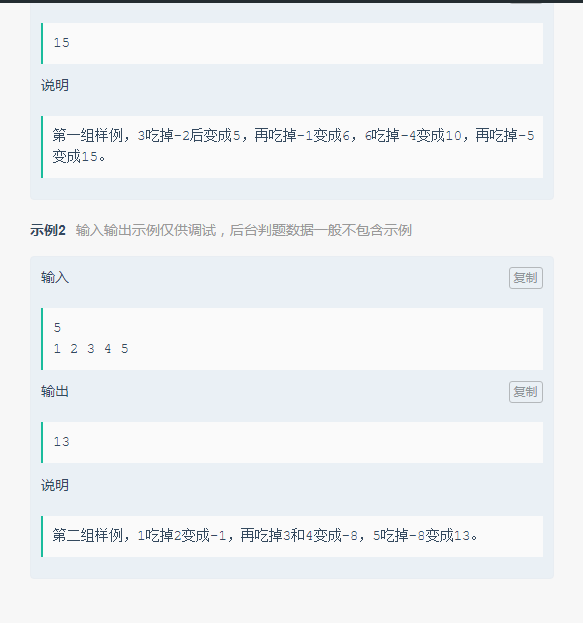 15
说明
第一组样例，3吃掉-2后变成5，再吃掉-1变成6，6吃掉-4变成10，再吃掉-5
变成15。
示例2 输入输出示例仅供调试，后台判题数据一般不包含示例
输入 复制
5
1 2 3 4 5
输出 复制
13
说明
第二组样例，1吃掉2变成-1，再吃掉3和4变成-8，5吃掉-8变成13。